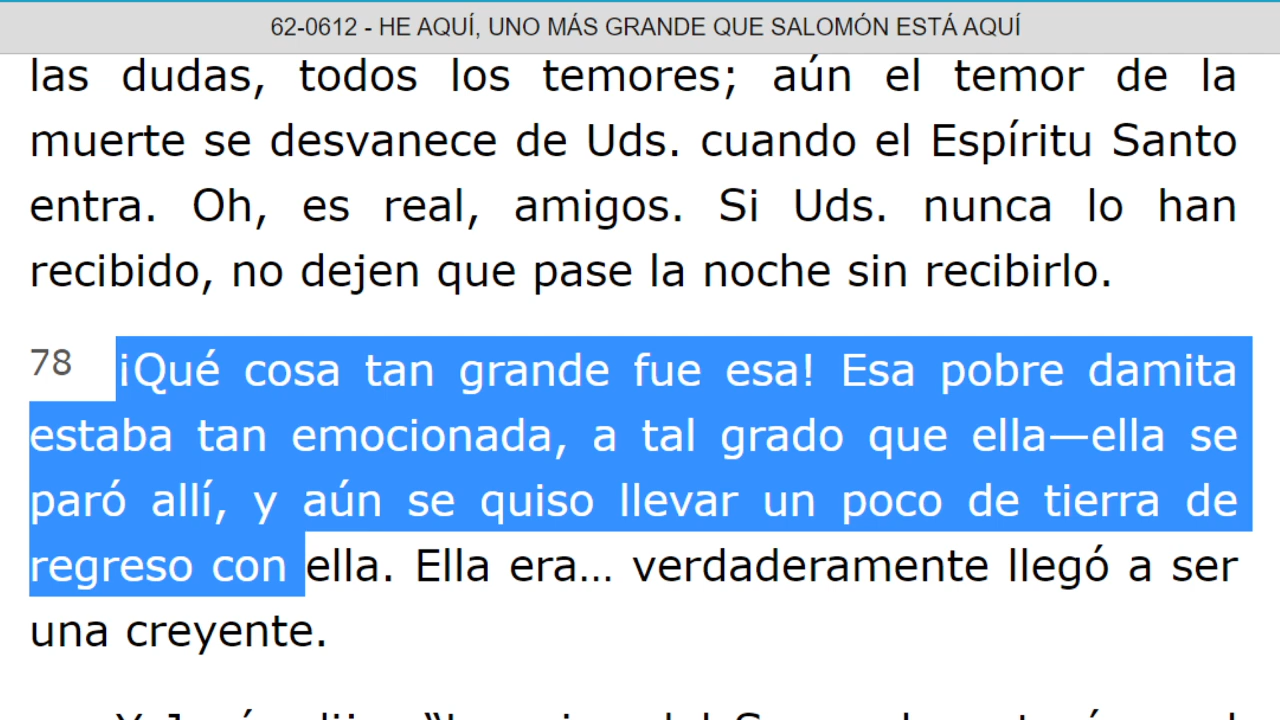 62-0612 - HE AQUÍ, UNO MÁS GRANDE QUE SALOMÓN ESTÁ AQUÍ
las dudas, todos los temores; aún el temor de la
muerte se desvanece de Uds. cuando el Espíritu Santo
entra. Oh, es real, amigos. Si Uds. nunca lo han
recibido, no dejen que pase la noche sin recibirlo.
78 ¡Qué cosa tan grande fue esa! Esa pobre damita
estaba tan emocionada, a tal grado que ella—ella se
paró allí, y aún se quiso llevar un poco de tierra de
regreso con ella. Ella era… verdaderamente llegó a ser
una creyente.